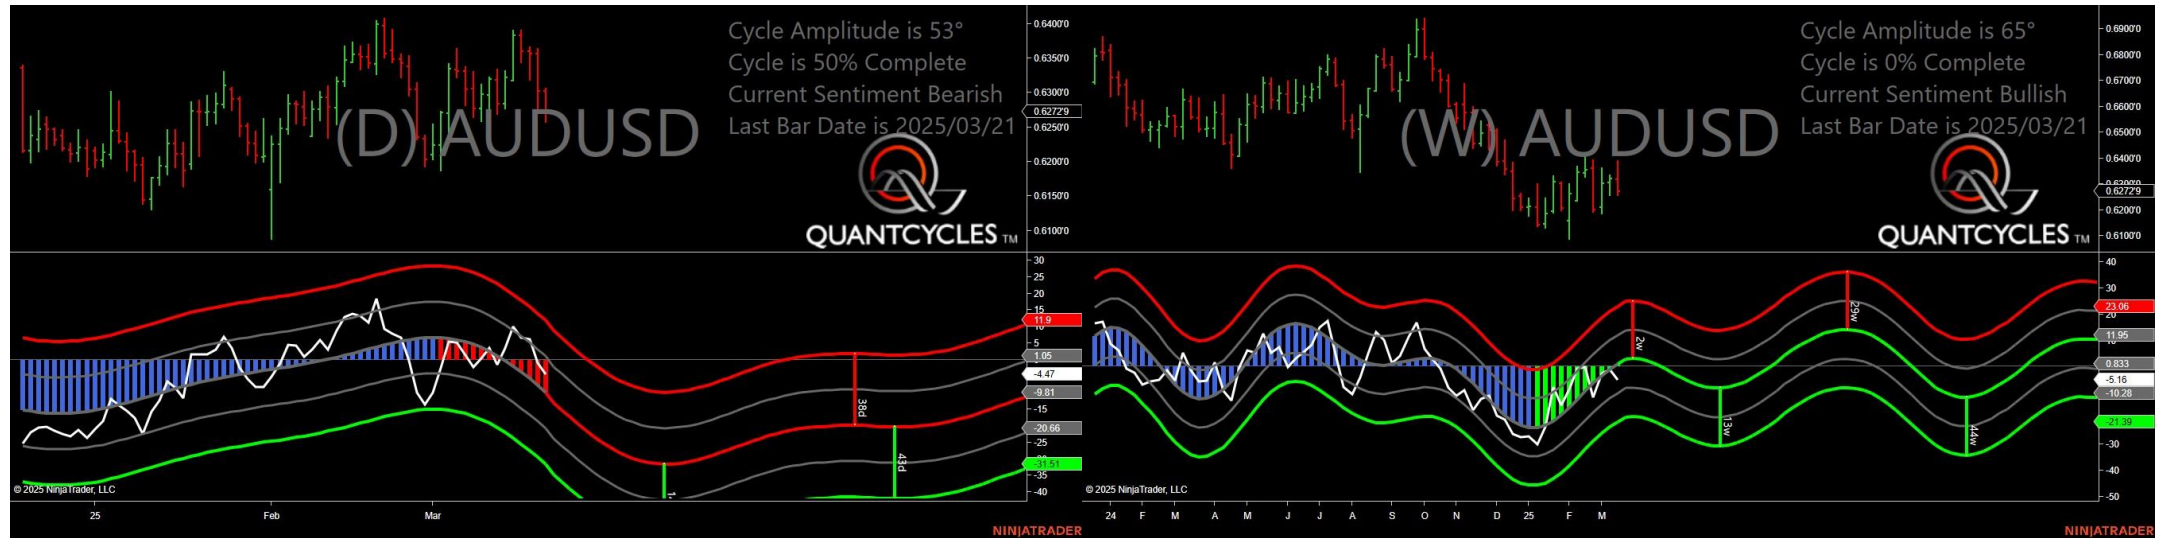 Cycle Amplitude is 53°
Cycle is 50% Complete
Current Sentiment Bearish
Last Bar Date is 2025/03/21
(D) AUDUSD
QUANTCYCLES TM
0.6400'0
0.6350'0
0.6300'0
0.6272'9
0.6250'0
0.6200'0
0.6150'0
0.6100'0
30
25
20
15
11.9
5
1.05
-4.47
-9.81
-15
-20.66
-25
-31.51
-35
-40
38d
43d
© 2025 NinjaTrader, LLC
25
Feb
Mar
NINJATRADER
Cycle Amplitude is 65°
Cycle is 0% Complete
Current Sentiment Bullish
Last Bar Date is 2025/03/21
(W) AUDUSD
QUANTCYCLES TM
0.6900'0
0.6800'0
0.6700'0
0.6600'0
0.6500'0
0.6400'0
0.6272'9
0.6200'0
0.6100'0
40
30
23.06
20
11.95
0.833
-5.16
-10.28
-21.39
-30
-40
-50
2w
13w
29w
44w
© 2025 NinjaTrader, LLC
24 F M A M J J A S O N D 25 F M
NINJATRADER